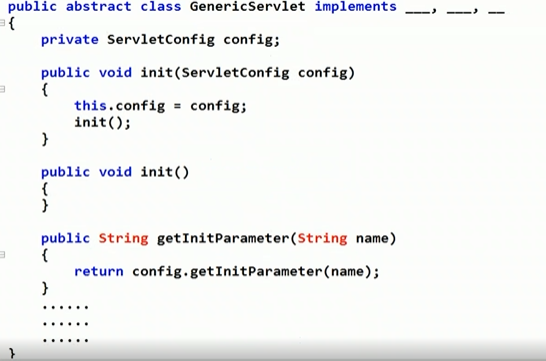 public abstract class GenericServlet implements ___, ___, __
{
private ServletConfig config;
public void init(ServletConfig config)
{
this.config = config;
init();
}
public void init()
{
}
public String getInitParameter(String name)
{
return config.getInitParameter(name);
}
......
......
......
}